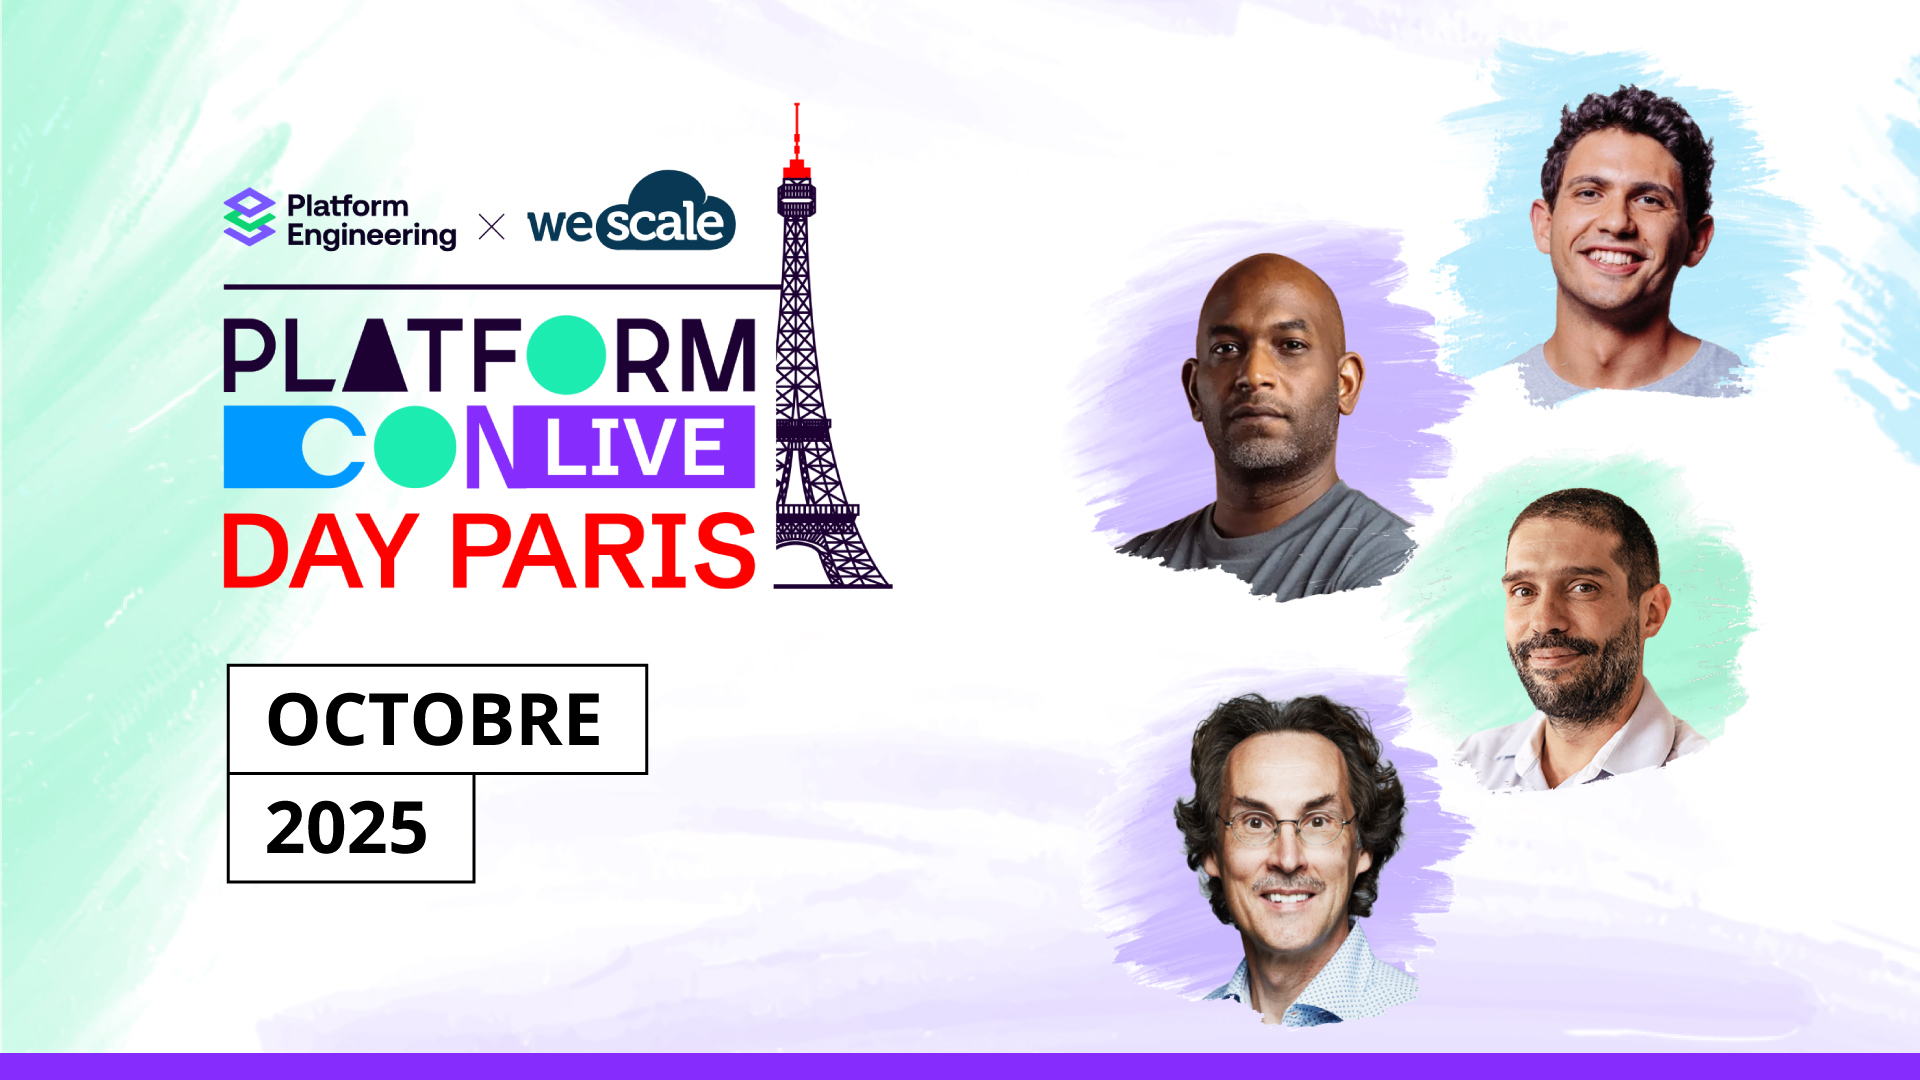 Platform
Engineering
wescale
PLATFORM
CON LIVE
DAY PARIS
OCTOBRE
2025